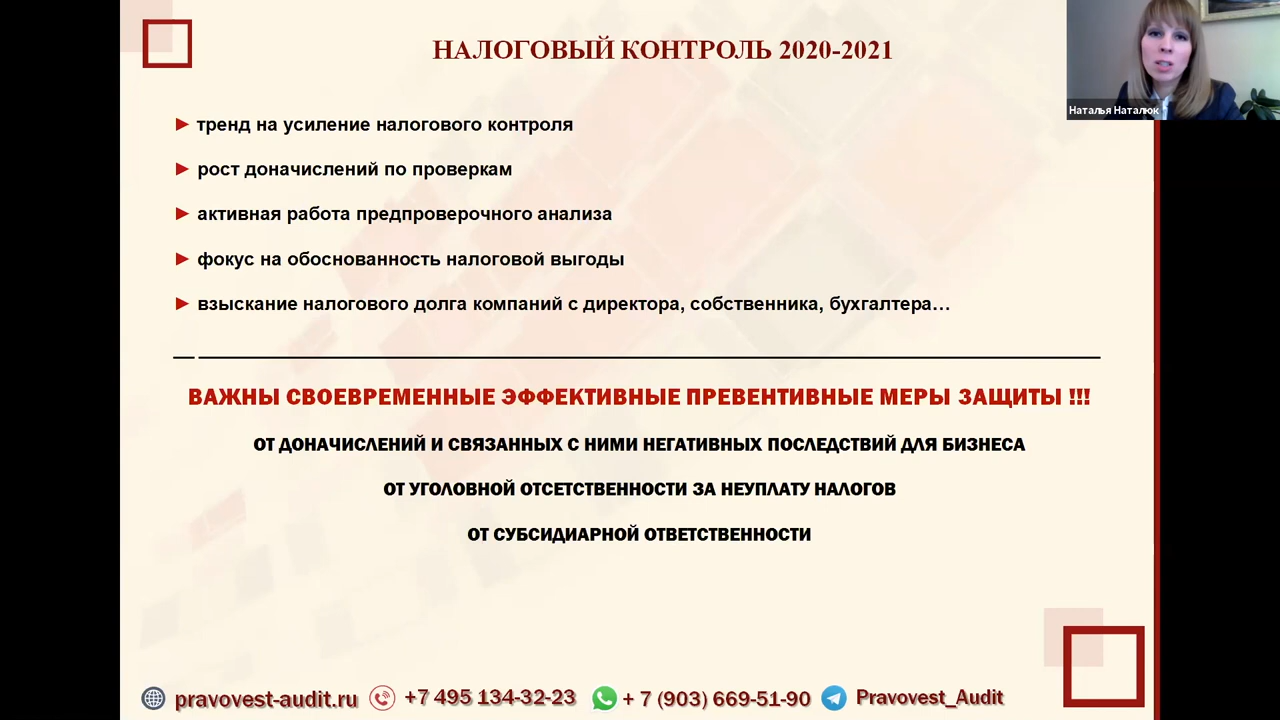 НАЛОГОВЫЙ КОНТРОЛЬ 2020-2021
Наталья Наталюк
тренд на усиление налогового контроля
рост доначислений по проверкам
активная работа предпроверочного анализа
фокус на обоснованность налоговой выгоды
взыскание налогового долга компаний с директора, собственника, бухгалтера...
ВАЖНЫ СВОЕВРЕМЕННЫЕ ЭФФЕКТИВНЫЕ ПРЕВЕНТИВНЫЕ МЕРЫ ЗАЩИТЫ !!!
ОТ ДОНАЧИСЛЕНИЙ И СВЯЗАННЫХ С НИМИ НЕГАТИВНЫХ ПОСЛЕДСТВИЙ ДЛЯ БИЗНЕСА
ОТ УГОЛОВНОЙ ОТСЕТСТВЕННОСТИ ЗА НЕУПЛАТУ НАЛОГОВ
ОТ СУБСИДИАРНОЙ ОТВЕТСТВЕННОСТИ
pravovest-audit.ru +7 495 134-32-23 + 7 (903) 669-51-90 Pravovest_Audit